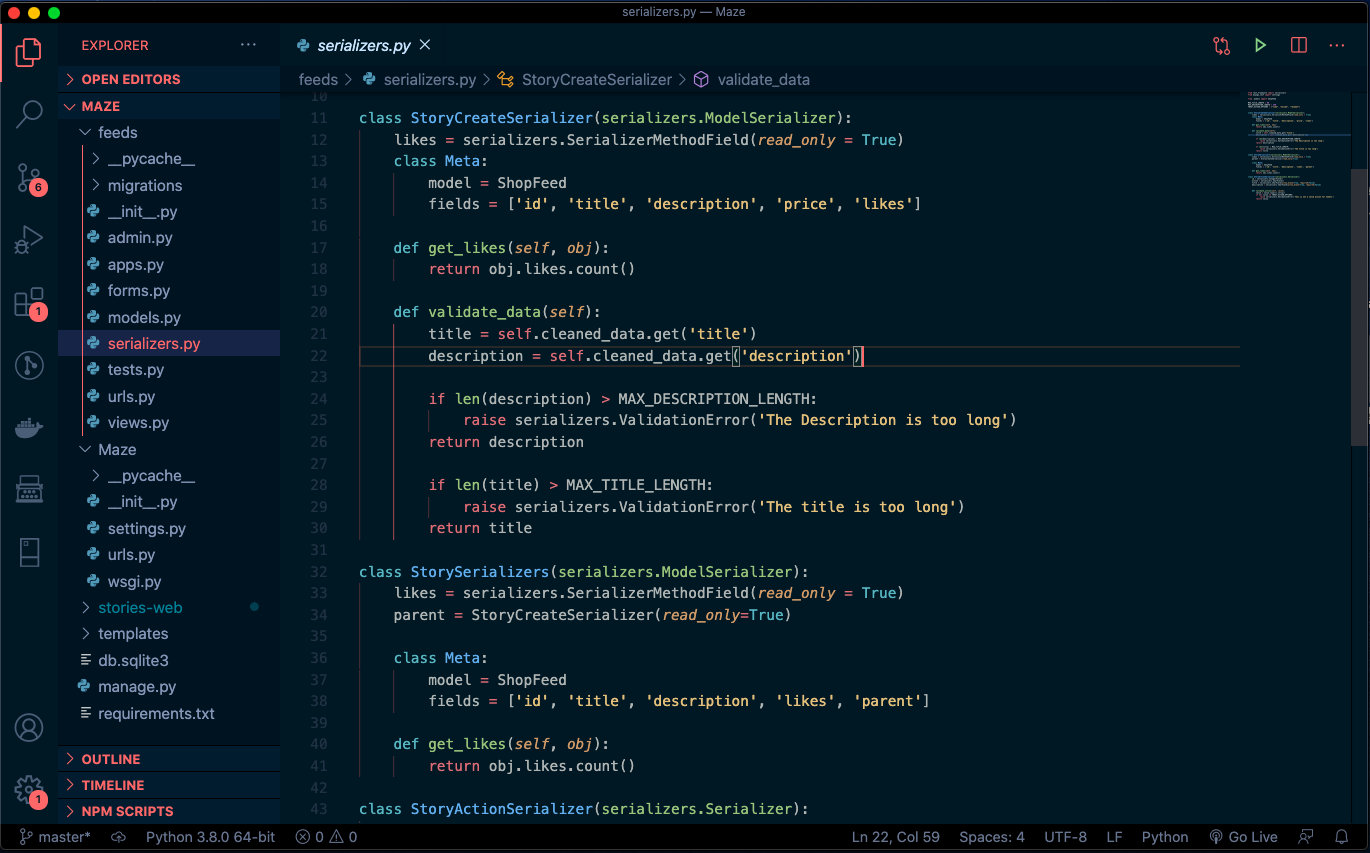 serializers.py — Maze
EXPLORER
OPEN EDITORS
MAZE
feeds
__pycache__
migrations
__init__.py
admin.py
apps.py
forms.py
models.py
serializers.py
tests.py
urls.py
views.py
Maze
__pycache__
__init__.py
settings.py
urls.py
wsgi.py
stories-web
templates
db.sqlite3
manage.py
requirements.txt
OUTLINE
TIMELINE
NPM SCRIPTS
6
1
1
serializers.py
feeds > serializers.py > StoryCreateSerializer > validate_data
10
11 class StoryCreateSerializer(serializers.ModelSerializer):
12     likes = serializers.SerializerMethodField(read_only = True)
13     class Meta:
14         model = ShopFeed
15         fields = ['id', 'title', 'description', 'price', 'likes']
16
17     def get_likes(self, obj):
18         return obj.likes.count()
19
20     def validate_data(self):
21         title = self.cleaned_data.get('title')
22         description = self.cleaned_data.get('description')
23
24         if len(description) > MAX_DESCRIPTION_LENGTH:
25             raise serializers.ValidationError('The Description is too long')
26         return description
27
28         if len(title) > MAX_TITLE_LENGTH:
29             raise serializers.ValidationError('The title is too long')
30         return title
31
32 class StorySerializers(serializers.ModelSerializer):
33     likes = serializers.SerializerMethodField(read_only = True)
34     parent = StoryCreateSerializer(read_only=True)
35
36     class Meta:
37         model = ShopFeed
38         fields = ['id', 'title', 'description', 'likes', 'parent']
39
40     def get_likes(self, obj):
41         return obj.likes.count()
42
43 class StoryActionSerializer(serializers.Serializer):
master* Python 3.8.0 64-bit 0 0 Ln 22, Col 59 Spaces: 4 UTF-8 LF Python Go Live